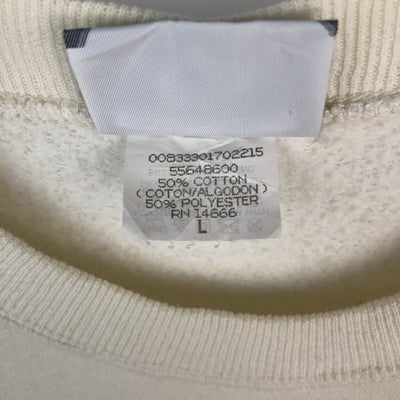 00833901702215
55648600
50% COTTON
(COTON/ALGODON)
50% POLYESTER
RN 14666
L